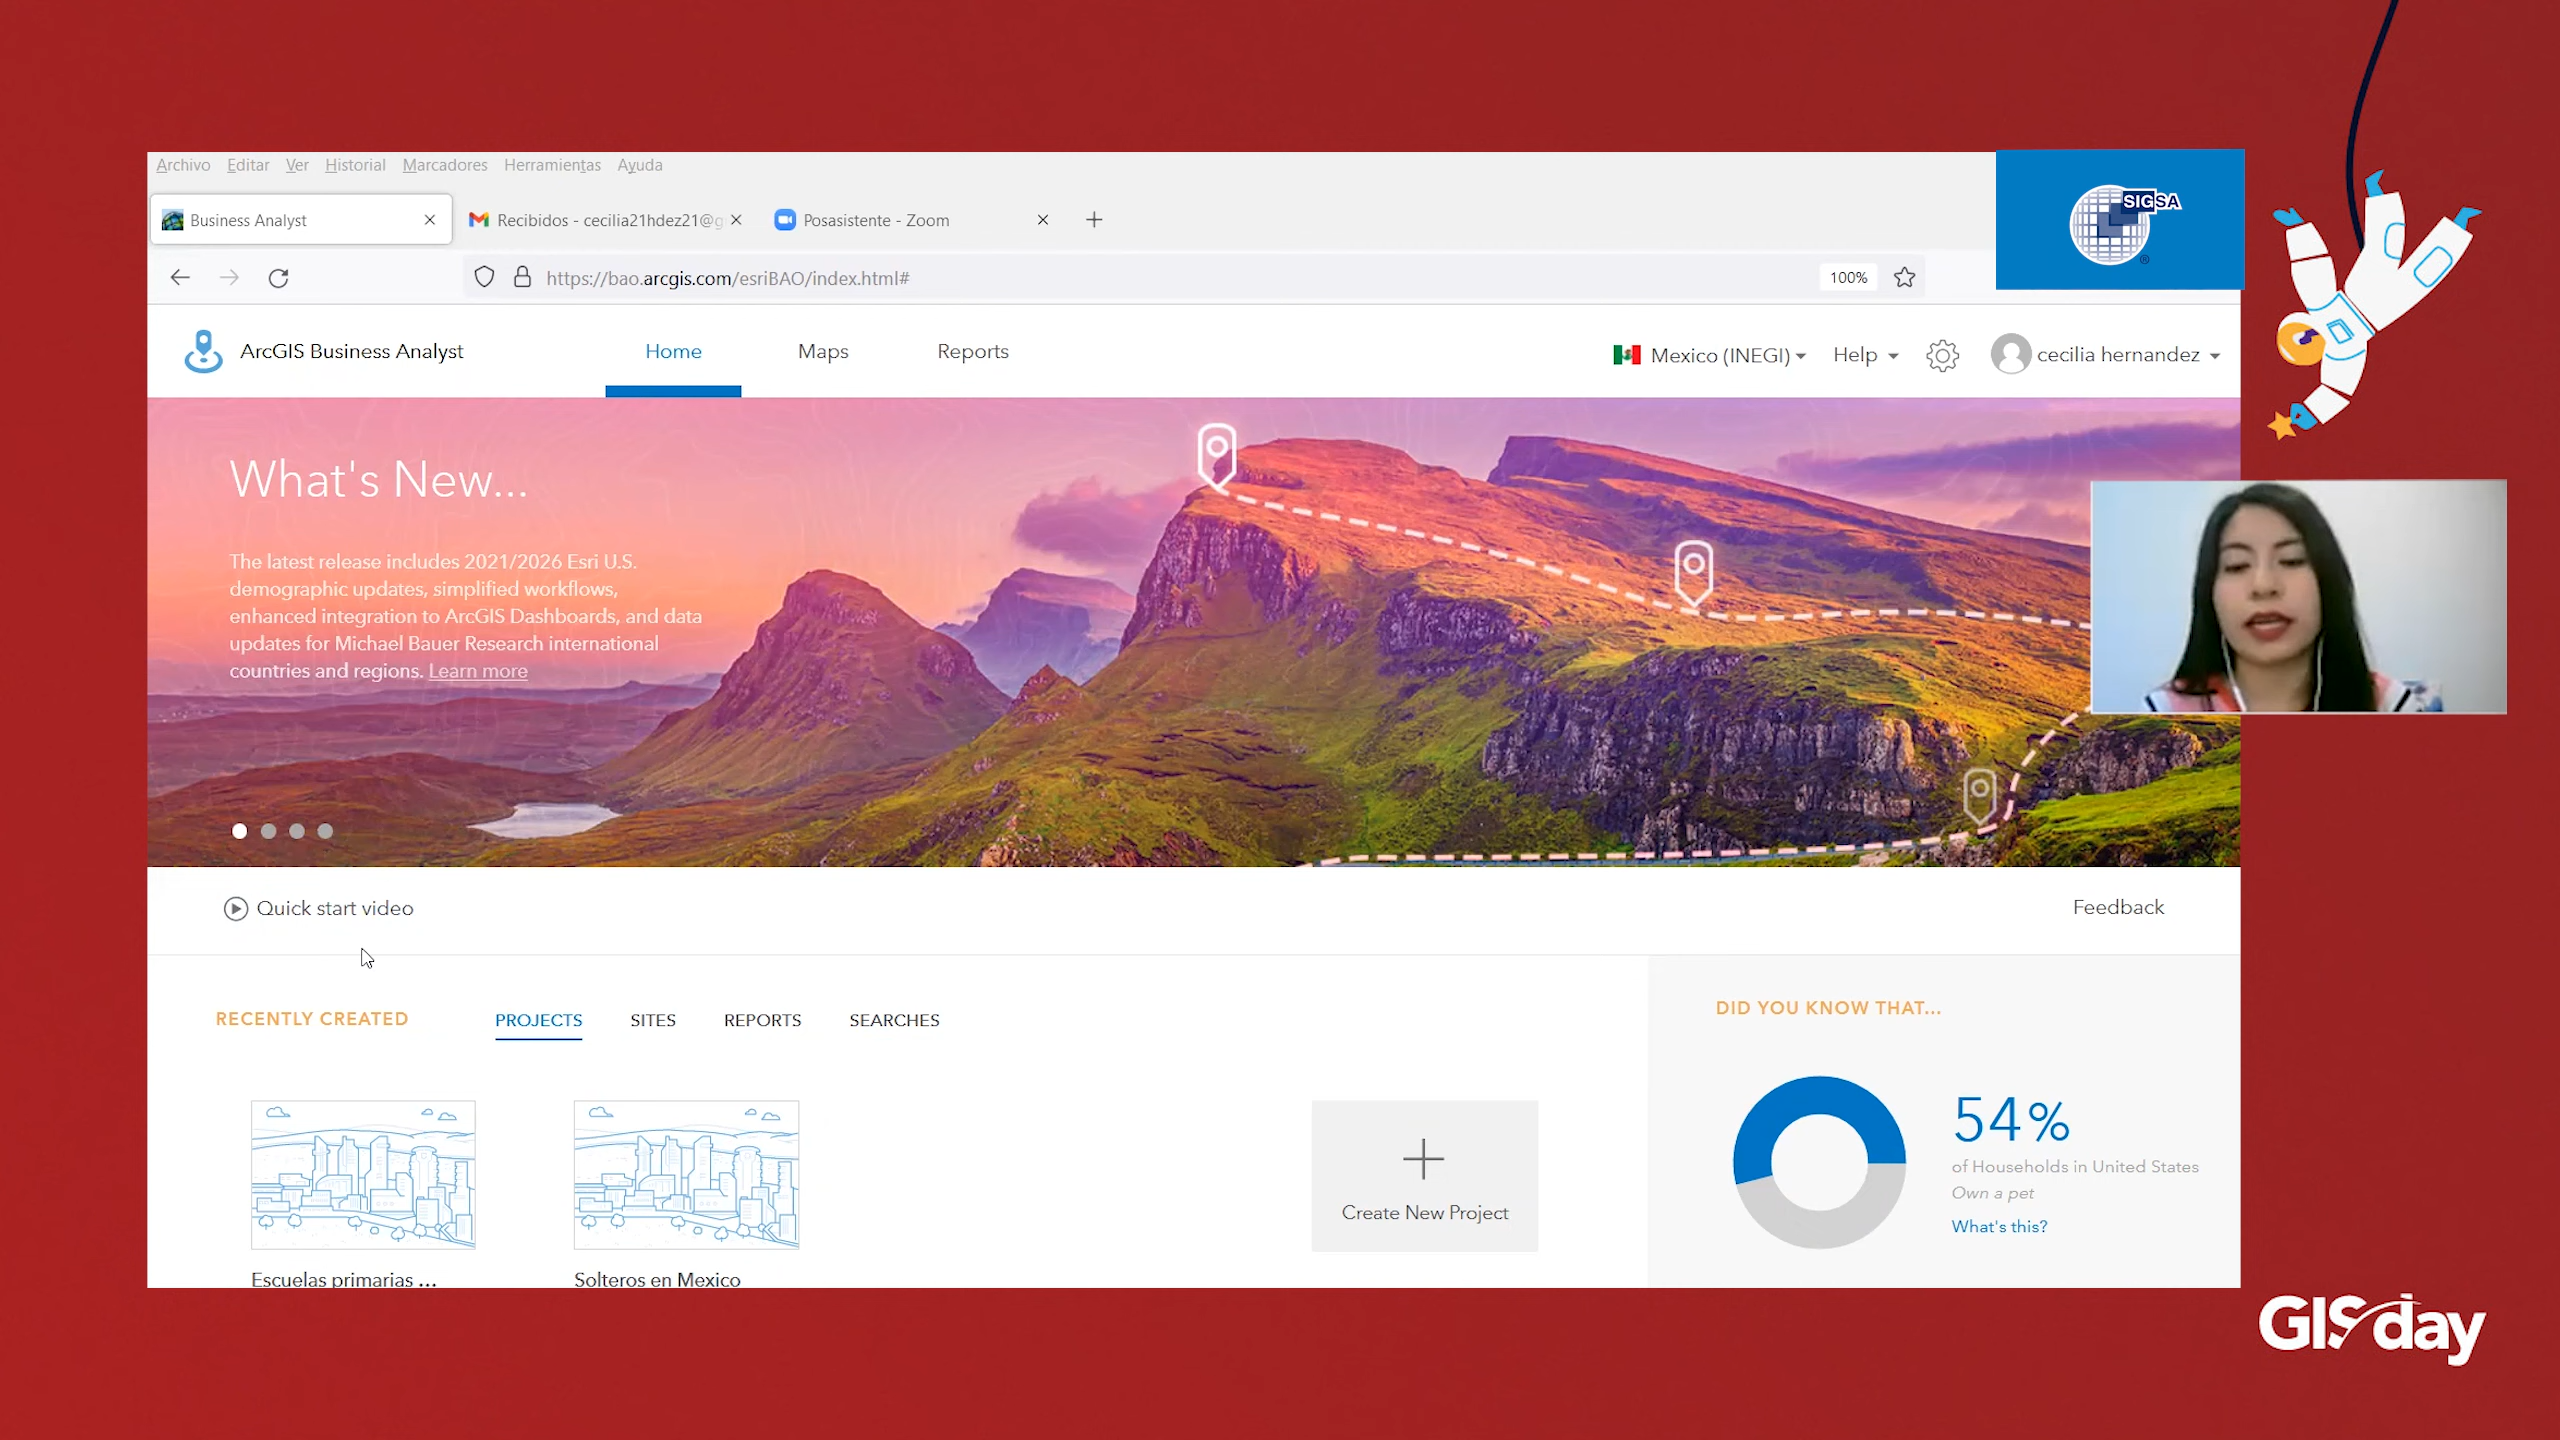 Archivo Editar Ver Historial Marcadores Herramientas Ayuda
Business Analyst
Recibidos - cecilia21hdez21@g
Posasistente - Zoom
https://bao.arcgis.com/esriBAO/index.html#
100%
SIGSA
ArcGIS Business Analyst
Home
Maps
Reports
Mexico (INEGI)
Help
cecilia hernandez
What's New...
The latest release includes 2021/2026 Esri U.S.
demographic updates, simplified workflows,
enhanced integration to ArcGIS Dashboards, and data
updates for Michael Bauer Research international
countries and regions. Learn more
Quick start video
Feedback
RECENTLY CREATED
PROJECTS
SITES
REPORTS
SEARCHES
Escuelas primarias ...
Solteros en Mexico
Create New Project
DID YOU KNOW THAT...
54%
of Households in United States
Own a pet
What's this?
GISday